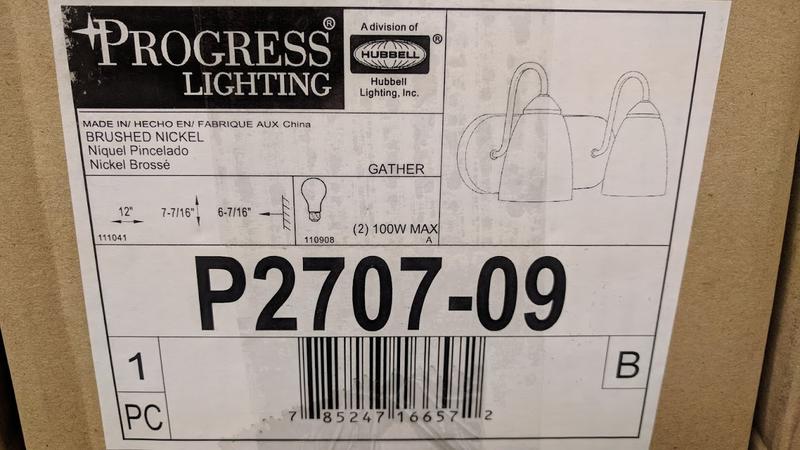 PROGRESS®
LIGHTING
A division of
HUBBELL®
Hubbell
Lighting, Inc.
MADE IN/ HECHO EN/ FABRIQUE AUX China
BRUSHED NICKEL
Niquel Pincelado
Nickel Brossé
GATHER
12" 7-7/16" 6-7/16"
111041
(2) 100W MAX
110908 A
P2707-09
1
PC
B
7 85247 16657 2